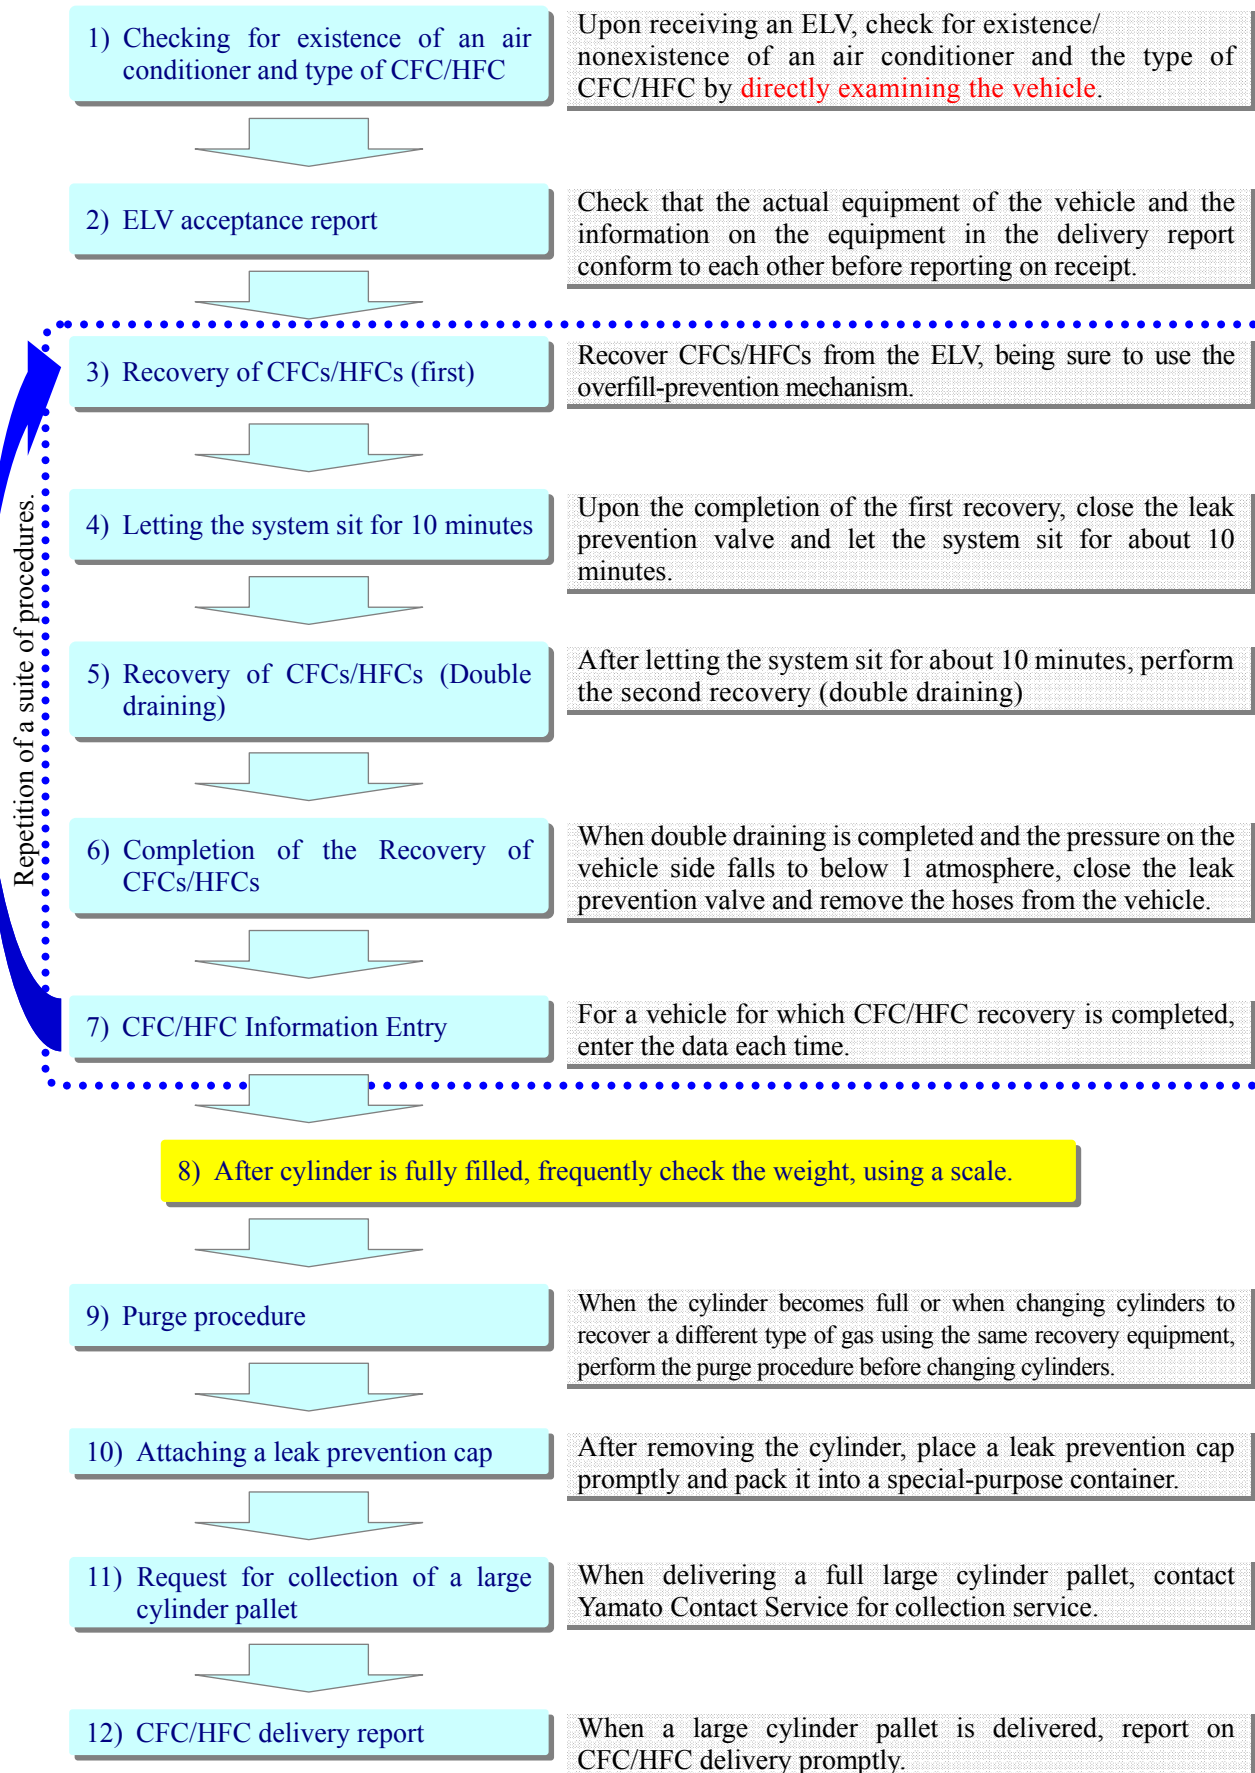 1) Checking for existence of an air
conditioner and type of CFC/HFC
Upon receiving an ELV, check for existence/
nonexistence of an air conditioner and the type of
CFC/HFC by directly examining the vehicle.
2) ELV acceptance report
Check that the actual equipment of the vehicle and the
information on the equipment in the delivery report
conform to each other before reporting on receipt.
Repetition of a suite of procedures.
3) Recovery of CFCs/HFCs (first)
Recover CFCs/HFCs from the ELV, being sure to use the
overfill-prevention mechanism.
4) Letting the system sit for 10 minutes
Upon the completion of the first recovery, close the leak
prevention valve and let the system sit for about 10
minutes.
5) Recovery of CFCs/HFCs (Double
draining)
After letting the system sit for about 10 minutes, perform
the second recovery (double draining)
6) Completion of the Recovery of
CFCs/HFCs
When double draining is completed and the pressure on the
vehicle side falls to below 1 atmosphere, close the leak
prevention valve and remove the hoses from the vehicle.
7) CFC/HFC Information Entry
For a vehicle for which CFC/HFC recovery is completed,
enter the data each time.
8) After cylinder is fully filled, frequently check the weight, using a scale.
9) Purge procedure
When the cylinder becomes full or when changing cylinders to
recover a different type of gas using the same recovery equipment,
perform the purge procedure before changing cylinders.
10) Attaching a leak prevention cap
After removing the cylinder, place a leak prevention cap
promptly and pack it into a special-purpose container.
11) Request for collection of a large
cylinder pallet
When delivering a full large cylinder pallet, contact
Yamato Contact Service for collection service.
12) CFC/HFC delivery report
When a large cylinder pallet is delivered, report on
CFC/HFC delivery promptly.